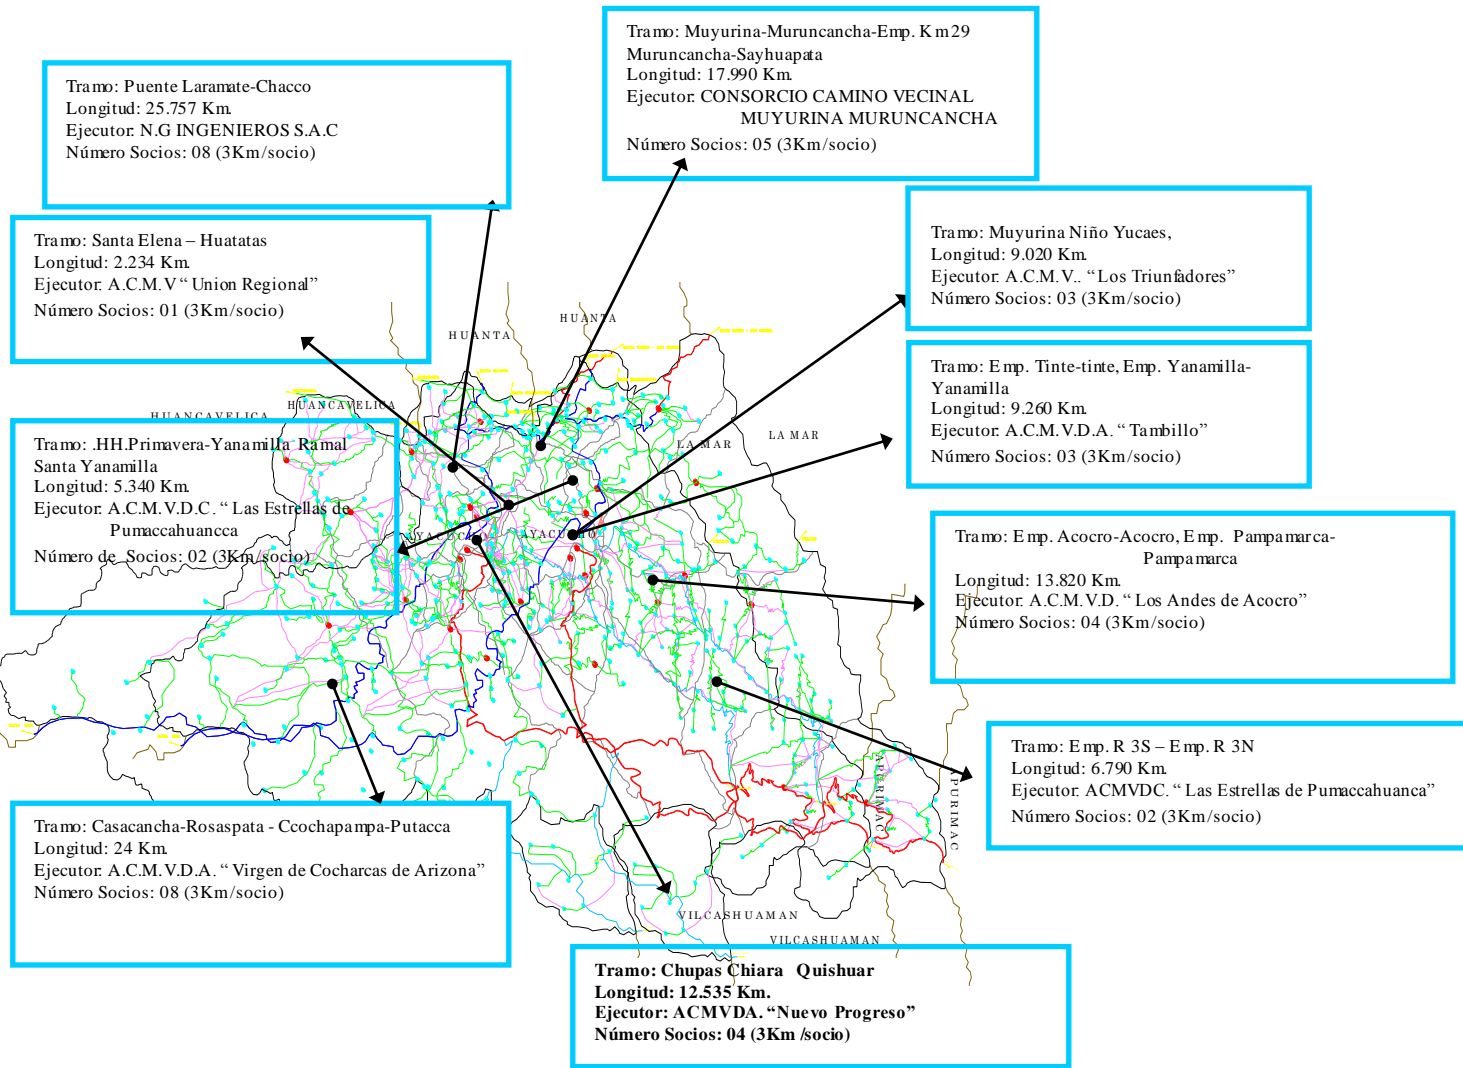 Tramo: Muyurina-Muruncancha-Emp. Km 29
Muruncancha-Sayhuapata
Longitud: 17.990 Km.
Ejecutor: CONSORCIO CAMINO VECINAL
MUYURINA MURUNCANCHA
Número Socios: 05 (3Km/socio)
Tramo: Puente Laramate-Chacco
Longitud: 25.757 Km.
Ejecutor: N.G INGENIEROS S.A.C
Número Socios: 08 (3Km/socio)
Tramo: Santa Elena – Huatatas
Longitud: 2.234 Km.
Ejecutor: A.C.M.V “ Union Regional”
Número Socios: 01 (3Km/socio)
Tramo: Muyurina Niño Yucaes,
Longitud: 9.020 Km.
Ejecutor: A.C.M.V.. “ Los Triunfadores”
Número Socios: 03 (3Km/socio)
HUANTA
HUANTA
Tramo: Emp. Tinte-tinte, Emp. Yanamilla-
Yanamilla
Longitud: 9.260 Km.
Ejecutor: A.C.M.V.D.A. “ Tambillo”
Número Socios: 03 (3Km/socio)
HUANCAVELICA
HUANCAVELICA
LA MAR
LA MAR
Tramo: .HH.Primavera-Yanamilla Ramal
Santa Yanamilla
Longitud: 5.340 Km.
Ejecutor: A.C.M.V.D.C. “ Las Estrellas de
Pumaccahuancca
Número de Socios: 02 (3Km/socio)
AYACUCHO
AYACUCHO
Tramo: Emp. Acocro-Acocro, Emp. Pampamarca-
Pampamarca
Longitud: 13.820 Km.
Ejecutor: A.C.M.V.D. “ Los Andes de Acocro”
Número Socios: 04 (3Km/socio)
Tramo: Emp. R 3S – Emp. R 3N
Longitud: 6.790 Km.
Ejecutor: ACMVDC. “ Las Estrellas de Pumaccahuanca”
Número Socios: 02 (3Km/socio)
APURIMAC
APURIMAC
Tramo: Casacancha-Rosaspata - Ccochapampa-Putacca
Longitud: 24 Km.
Ejecutor: A.C.M.V.D.A. “ Virgen de Cocharcas de Arizona”
Número Socios: 08 (3Km/socio)
VILCASHUAMAN
VILCASHUAMAN
Tramo: Chupas Chiara Quishuar
Longitud: 12.535 Km.
Ejecutor: ACMVDA. “Nuevo Progreso”
Número Socios: 04 (3Km /socio)